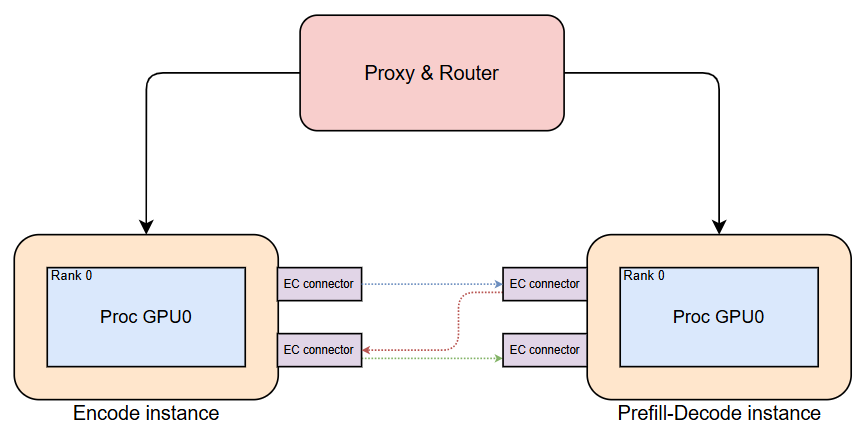 Proxy & Router
Rank 0
Proc GPU0
EC connector
EC connector
EC connector
EC connector
Rank 0
Proc GPU0
Encode instance
Prefill-Decode instance